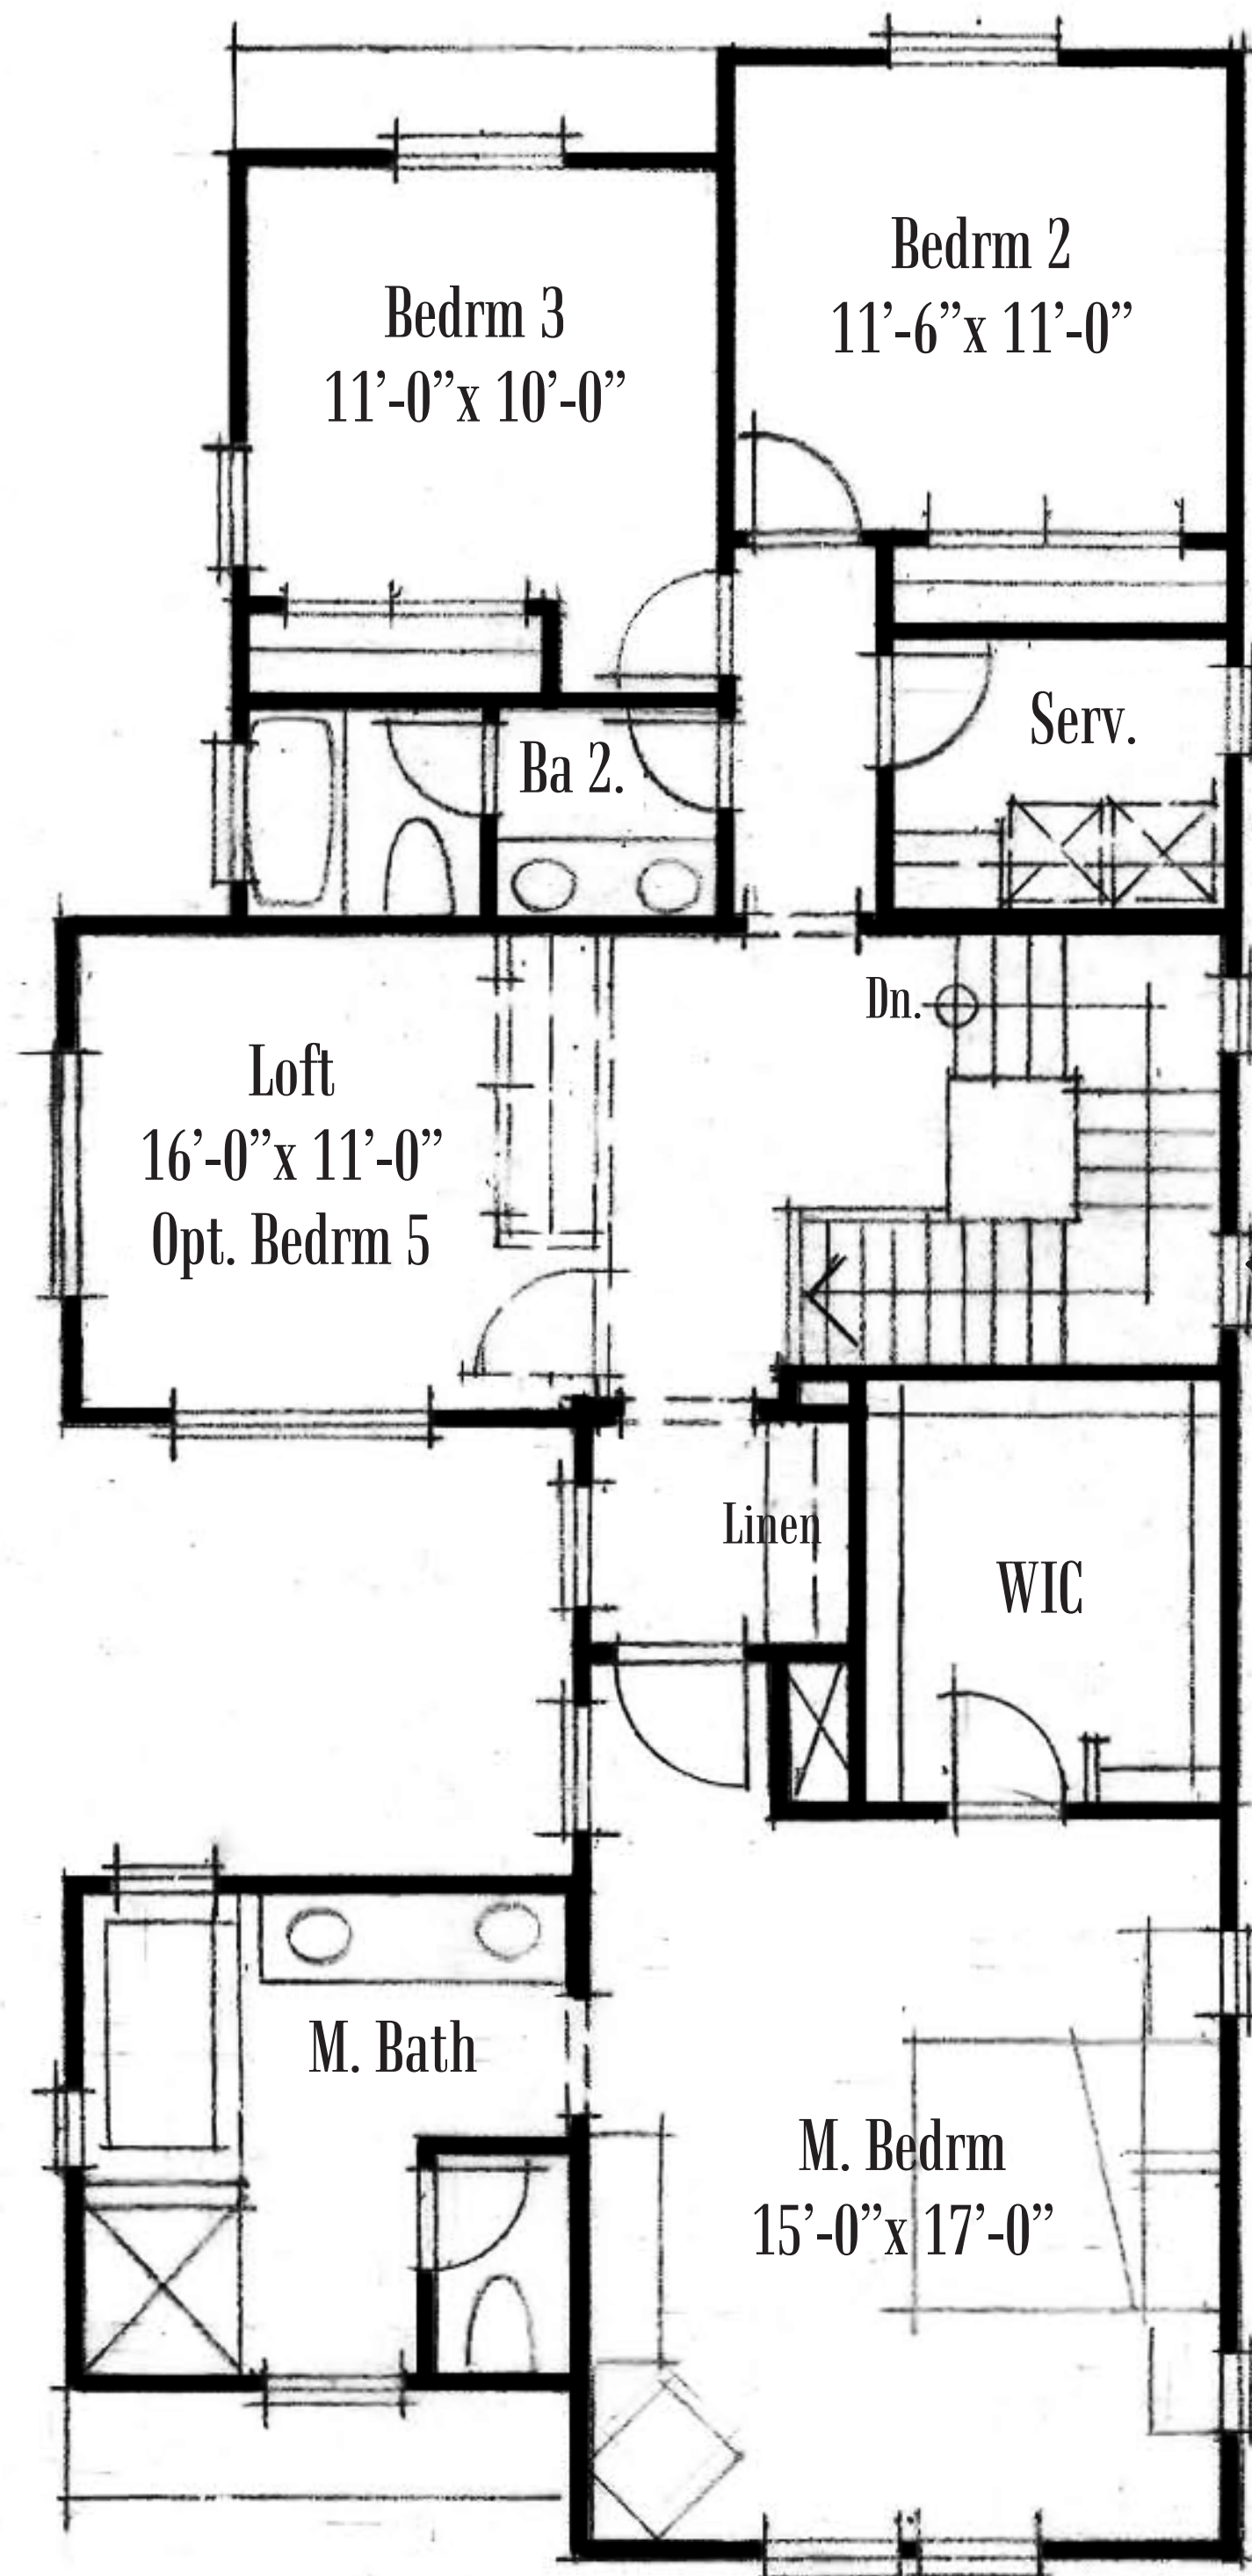 Bedrm 2
11’-6”x 11’-0”
Bedrm 3
11’-0”x 10’-0”
Serv.
Ba 2.
Dn.
Loft
16’-0”x 11’-0”
Opt. Bedrm 5
Linen
WIC
M. Bath
M. Bedrm
15’-0”x 17’-0”